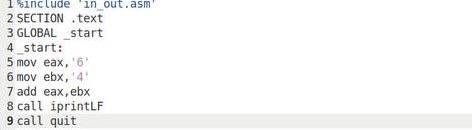 1 %include 'in_out.asm'
2 SECTION .text
3 GLOBAL _start
4 _start:
5 mov eax,'6'
6 mov ebx,'4'
7 add eax,ebx
8 call iprintLF
9 call quit